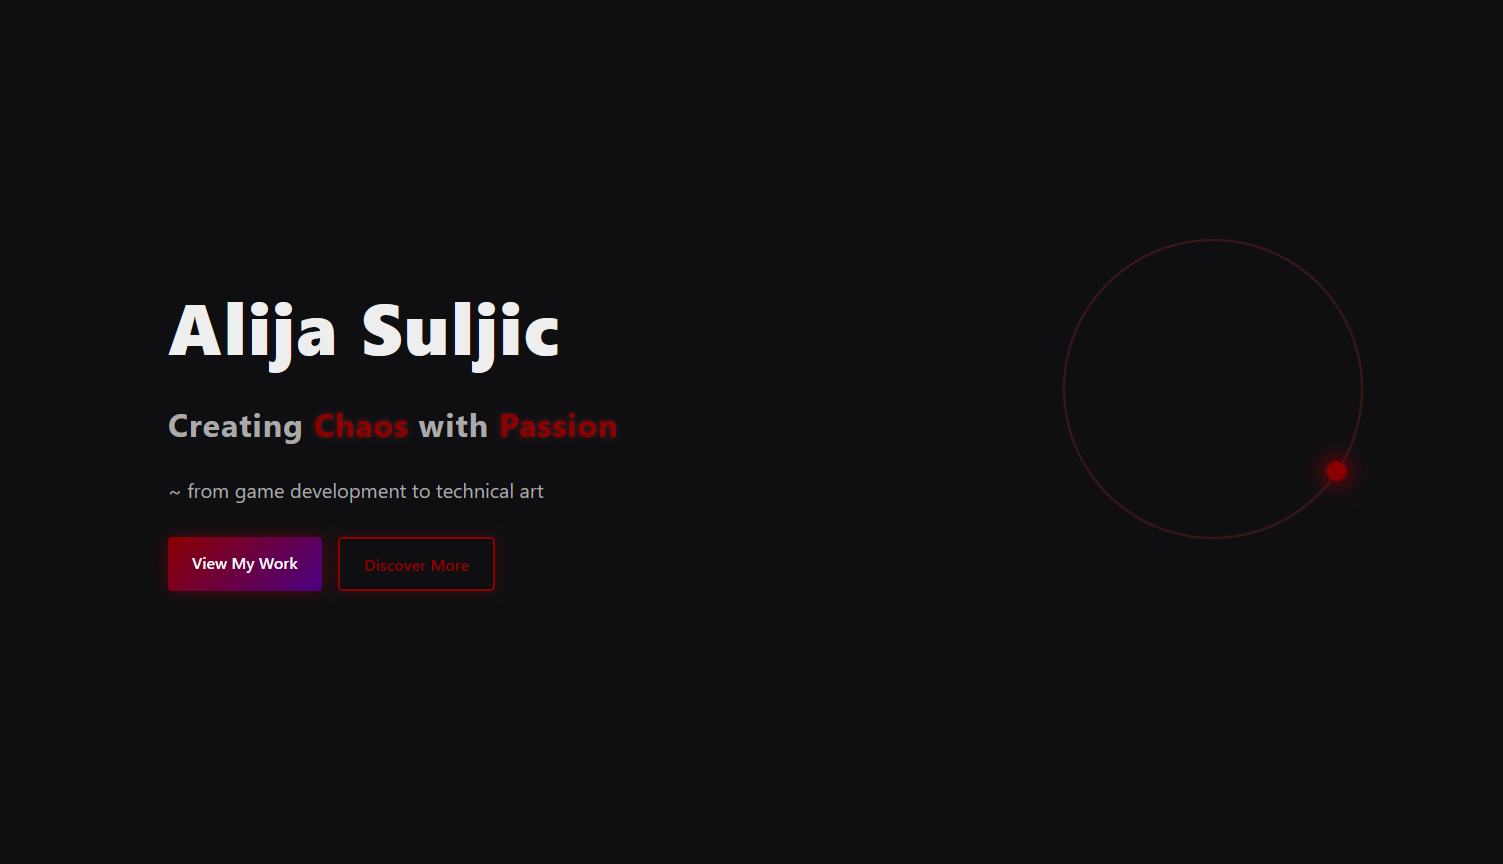 Alija Suljic
Creating Chaos with Passion
~ from game development to technical art
View My Work
Discover More